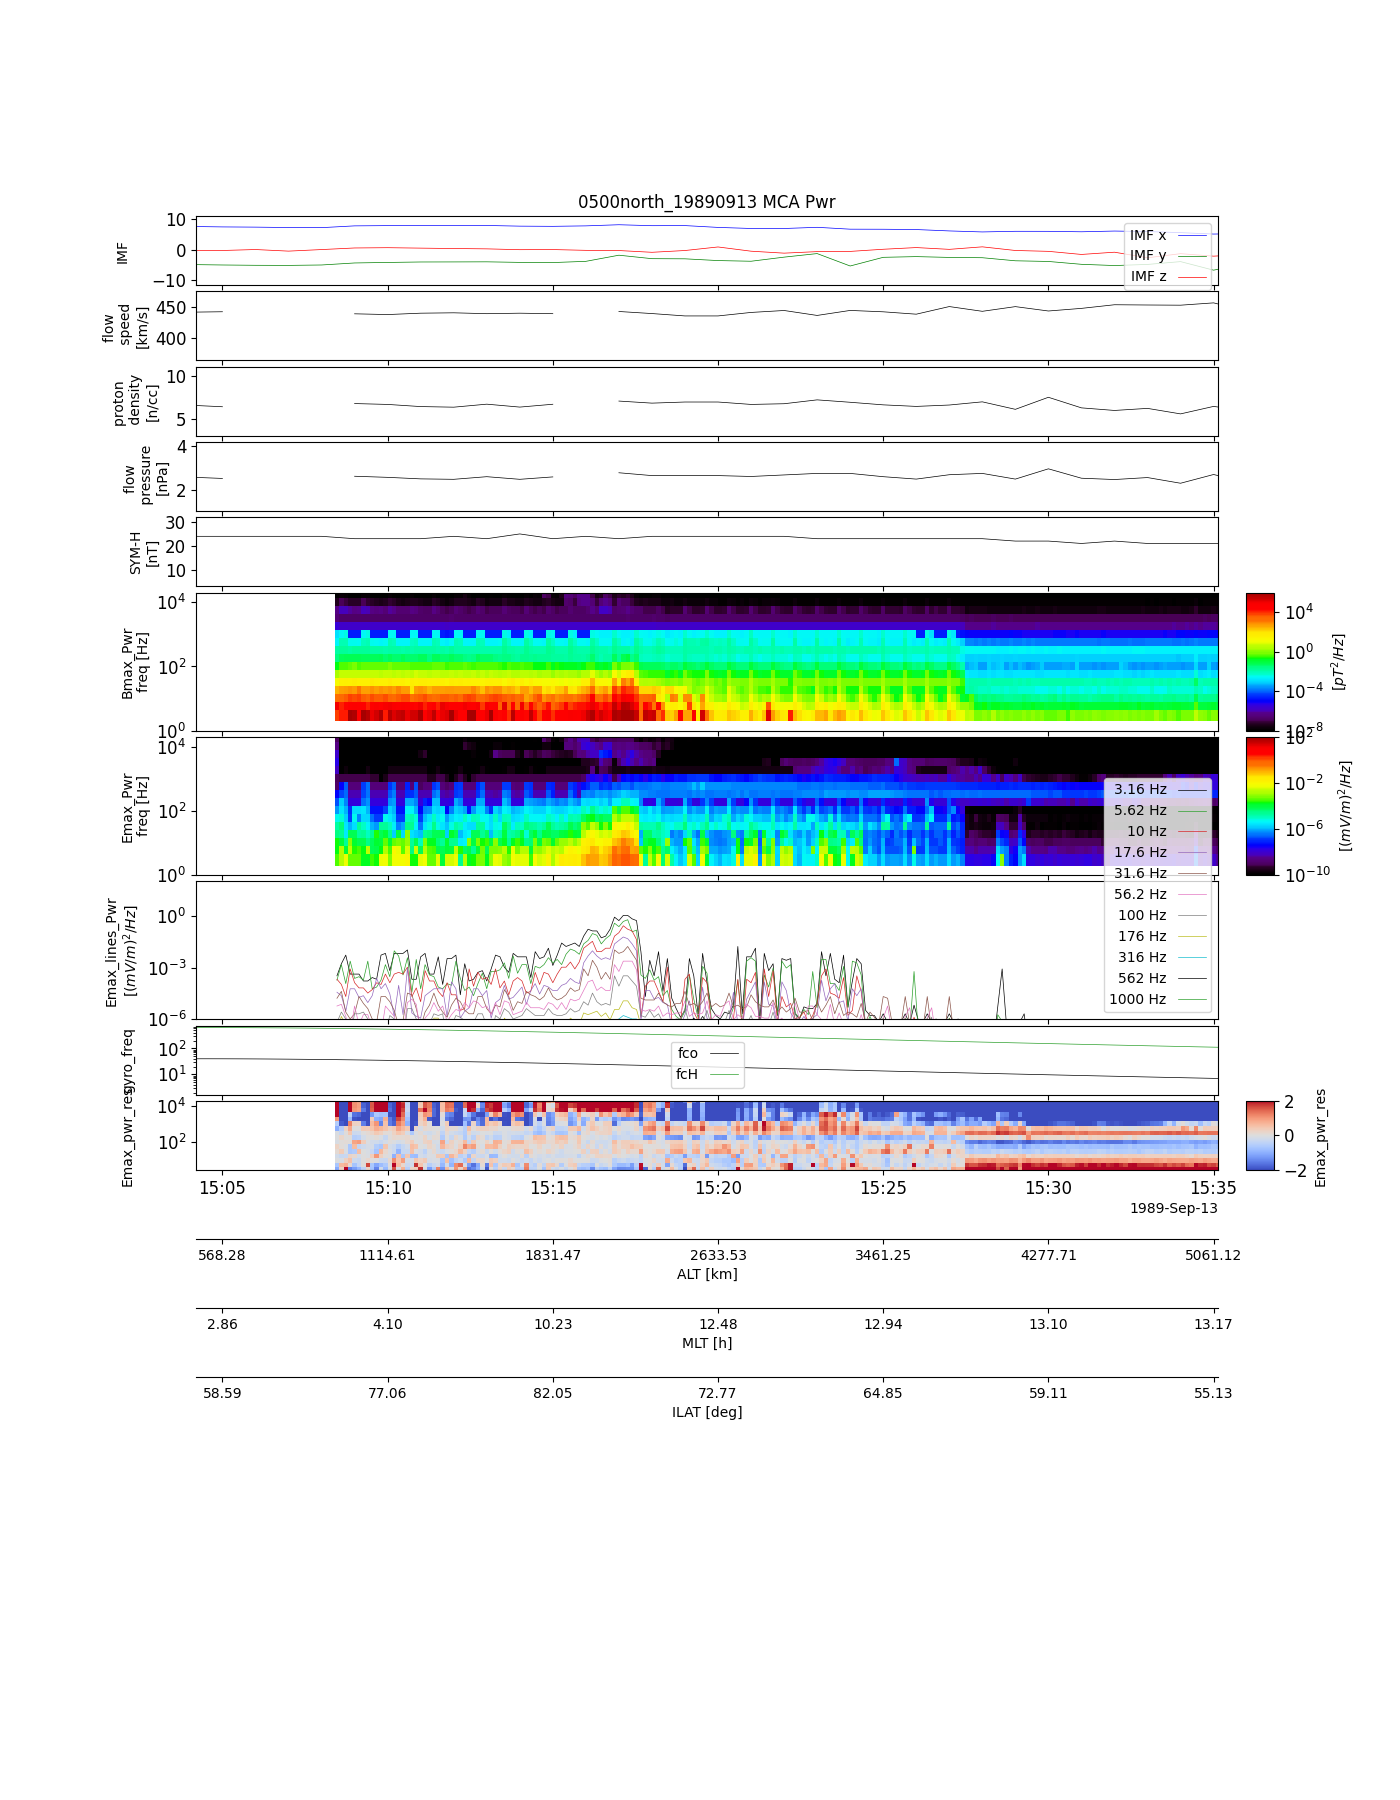 0500north_19890913 MCA Pwr
10
0
−10
IMF
IMF x
IMF y
IMF z
450
400
flow
speed
[km/s]
10
5
proton
density
[n/cc]
4
2
flow
pressure
[nPa]
30
20
10
SYM-H
[nT]
10^4
10^2
10^0
Bmax_Pwr
freq [Hz]
10^4
10^0
10^−4
10^−8
[pT^2/Hz]
10^4
10^2
10^0
Emax_Pwr
freq [Hz]
10^2
10^−2
10^−6
10^−10
[(mV/m)^2/Hz]
3.16 Hz
5.62 Hz
10 Hz
17.6 Hz
31.6 Hz
56.2 Hz
100 Hz
176 Hz
316 Hz
562 Hz
1000 Hz
10^0
10^−3
10^−6
Emax_lines_Pwr
[(mV/m)^2/Hz]
10^2
10^1
gyro_freq
fco
fcH
10^4
10^2
Emax_pwr_res
2
0
−2
Emax_pwr_res
15:05 15:10 15:15 15:20 15:25 15:30 15:35
1989-Sep-13
568.28 1114.61 1831.47 2633.53 3461.25 4277.71 5061.12
ALT [km]
2.86 4.10 10.23 12.48 12.94 13.10 13.17
MLT [h]
58.59 77.06 82.05 72.77 64.85 59.11 55.13
ILAT [deg]